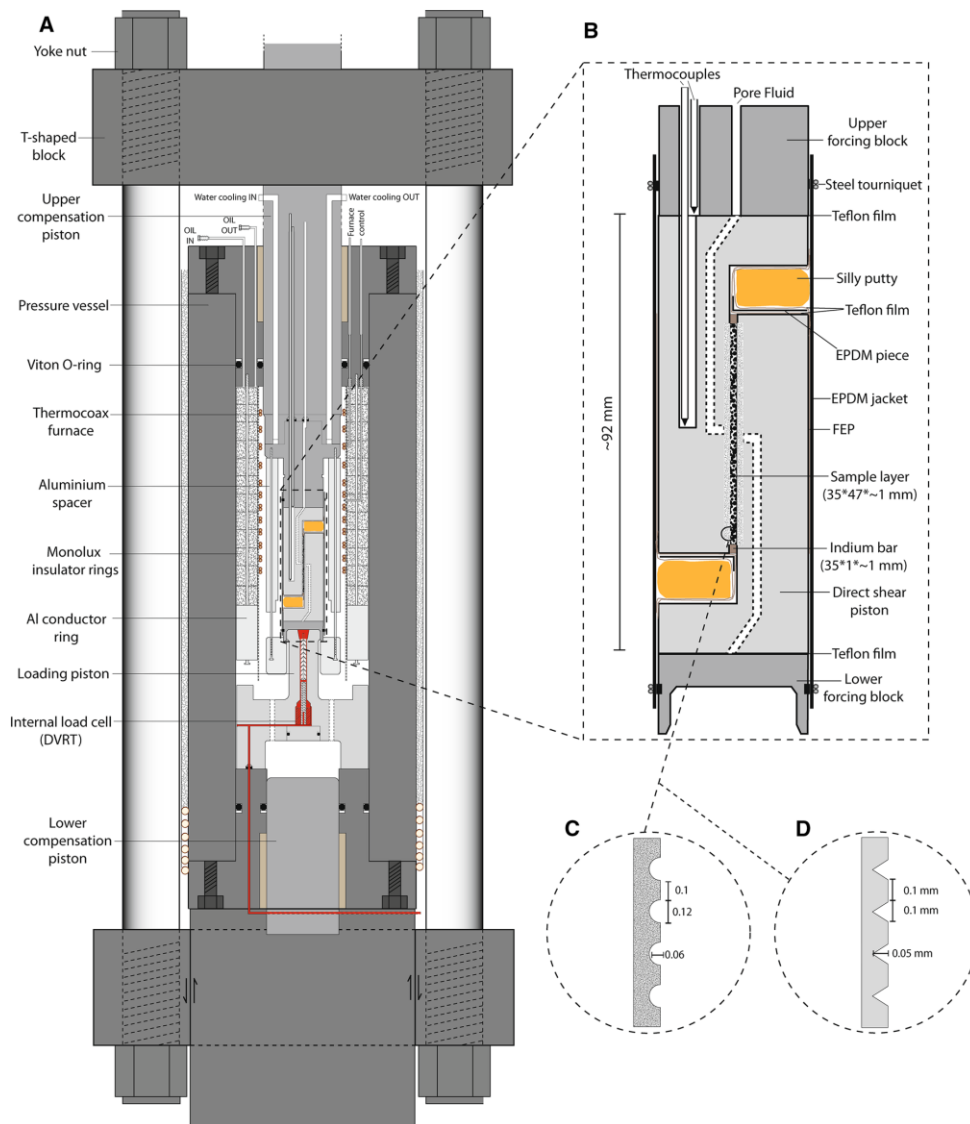 A
Yoke nut
T-shaped
block
Upper
compensation
piston
Water cooling IN
Water cooling OUT
OIL
IN
OIL
OUT
Furnace
control
Pressure vessel
Viton O-ring
Thermocoax
furnace
Aluminium
spacer
Monolux
insulator rings
Al conductor
ring
Loading piston
Internal load cell
(DVRT)
Lower
compensation
piston
B
Thermocouples
Pore Fluid
Upper
forcing block
Steel tourniquet
Teflon film
Silly putty
Teflon film
EPDM piece
EPDM jacket
FEP
~92 mm
Sample layer
(35*47*~1 mm)
Indium bar
(35*1*~1 mm)
Direct shear
piston
Teflon film
Lower
forcing block
C
0.1
0.12
0.06
D
0.1 mm
0.1 mm
0.05 mm